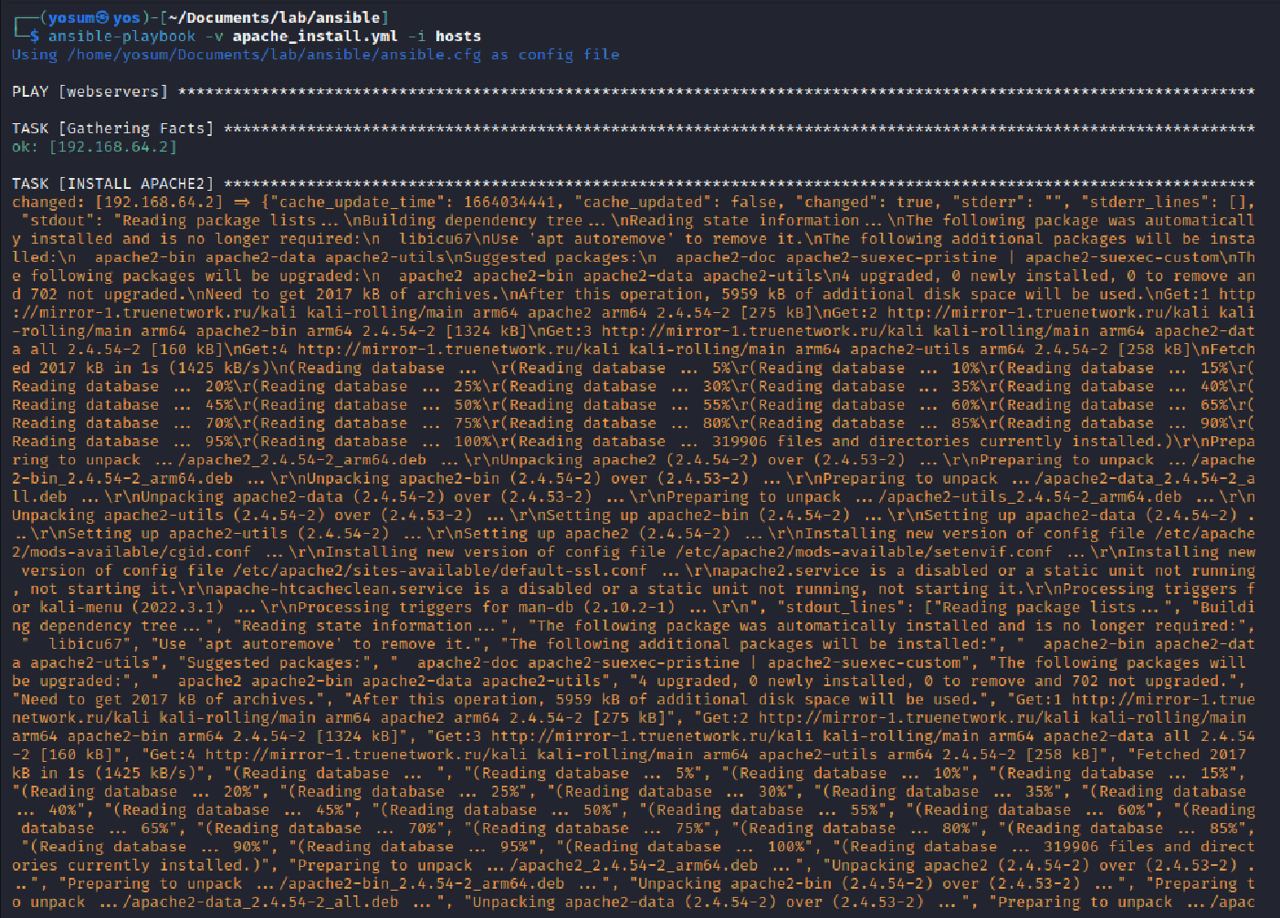 ┌──(yosum㉿yos)-[~/Documents/lab/ansible]
└─$ ansible-playbook -v apache_install.yml -i hosts
Using /home/yosum/Documents/lab/ansible/ansible.cfg as config file
PLAY [webservers] *********************************************************************************************************************
TASK [Gathering Facts] ****************************************************************************************************************
ok: [192.168.64.2]
TASK [INSTALL APACHE2] ****************************************************************************************************************
changed: [192.168.64.2] => {"cache_update_time": 1664034441, "cache_updated": false, "changed": true, "stderr": "", "stderr_lines": [],
 "stdout": "Reading package lists...\nBuilding dependency tree...\nReading state information...\nThe following package was automaticall
y installed and is no longer required:\n  libicu67\nUse 'apt autoremove' to remove it.\nThe following additional packages will be insta
lled:\n  apache2-bin apache2-data apache2-utils\nSuggested packages:\n  apache2-doc apache2-suexec-pristine | apache2-suexec-custom\nTh
e following packages will be upgraded:\n  apache2 apache2-bin apache2-data apache2-utils\n4 upgraded, 0 newly installed, 0 to remove an
d 702 not upgraded.\nNeed to get 2017 kB of archives.\nAfter this operation, 5959 kB of additional disk space will be used.\nGet:1 http
://mirror-1.truenetwork.ru/kali kali-rolling/main arm64 apache2 arm64 2.4.54-2 [275 kB]\nGet:2 http://mirror-1.truenetwork.ru/kali kali
-rolling/main arm64 apache2-bin arm64 2.4.54-2 [1324 kB]\nGet:3 http://mirror-1.truenetwork.ru/kali kali-rolling/main arm64 apache2-dat
a all 2.4.54-2 [160 kB]\nGet:4 http://mirror-1.truenetwork.ru/kali kali-rolling/main arm64 apache2-utils arm64 2.4.54-2 [258 kB]\nFetch
ed 2017 kB in 1s (1425 kB/s)\n(Reading database ... \r(Reading database ... 5%\r(Reading database ... 10%\r(Reading database ... 15%\r(
Reading database ... 20%\r(Reading database ... 25%\r(Reading database ... 30%\r(Reading database ... 35%\r(Reading database ... 40%\r(
Reading database ... 45%\r(Reading database ... 50%\r(Reading database ... 55%\r(Reading database ... 60%\r(Reading database ... 65%\r(
Reading database ... 70%\r(Reading database ... 75%\r(Reading database ... 80%\r(Reading database ... 85%\r(Reading database ... 90%\r(
Reading database ... 95%\r(Reading database ... 100%\r(Reading database ... 319906 files and directories currently installed.)\r\nPrepa
ring to unpack .../apache2_2.4.54-2_arm64.deb ...\r\nUnpacking apache2 (2.4.54-2) over (2.4.53-2) ...\r\nPreparing to unpack .../apache
2-bin_2.4.54-2_arm64.deb ...\r\nUnpacking apache2-bin (2.4.54-2) over (2.4.53-2) ...\r\nPreparing to unpack .../apache2-data_2.4.54-2_a
ll.deb ...\r\nUnpacking apache2-data (2.4.54-2) over (2.4.53-2) ...\r\nPreparing to unpack .../apache2-utils_2.4.54-2_arm64.deb ...\r\n
Unpacking apache2-utils (2.4.54-2) over (2.4.53-2) ...\r\nSetting up apache2-bin (2.4.54-2) ...\r\nSetting up apache2-data (2.4.54-2) .
..\r\nSetting up apache2-utils (2.4.54-2) ...\r\nSetting up apache2 (2.4.54-2) ...\r\nInstalling new version of config file /etc/apache
2/mods-available/cgid.conf ...\r\nInstalling new version of config file /etc/apache2/mods-available/setenvif.conf ...\r\nInstalling new
 version of config file /etc/apache2/sites-available/default-ssl.conf ...\r\napache2.service is a disabled or a static unit not running
, not starting it.\r\napache-htcacheclean.service is a disabled or a static unit not running, not starting it.\r\nProcessing triggers f
or kali-menu (2022.3.1) ...\r\nProcessing triggers for man-db (2.10.2-1) ...\r\n", "stdout_lines": ["Reading package lists...", "Buildi
ng dependency tree...", "Reading state information...", "The following package was automatically installed and is no longer required:",
 "  libicu67", "Use 'apt autoremove' to remove it.", "The following additional packages will be installed:", "  apache2-bin apache2-dat
a apache2-utils", "Suggested packages:", "  apache2-doc apache2-suexec-pristine | apache2-suexec-custom", "The following packages will
be upgraded:", "  apache2 apache2-bin apache2-data apache2-utils", "4 upgraded, 0 newly installed, 0 to remove and 702 not upgraded.",
"Need to get 2017 kB of archives.", "After this operation, 5959 kB of additional disk space will be used.", "Get:1 http://mirror-1.true
network.ru/kali kali-rolling/main arm64 apache2 arm64 2.4.54-2 [275 kB]", "Get:2 http://mirror-1.truenetwork.ru/kali kali-rolling/main
arm64 apache2-bin arm64 2.4.54-2 [1324 kB]", "Get:3 http://mirror-1.truenetwork.ru/kali kali-rolling/main arm64 apache2-data all 2.4.54
-2 [160 kB]", "Get:4 http://mirror-1.truenetwork.ru/kali kali-rolling/main arm64 apache2-utils arm64 2.4.54-2 [258 kB]", "Fetched 2017
kB in 1s (1425 kB/s)", "(Reading database ... ", "(Reading database ... 5%", "(Reading database ... 10%", "(Reading database ... 15%",
"(Reading database ... 20%", "(Reading database ... 25%", "(Reading database ... 30%", "(Reading database ... 35%", "(Reading database
... 40%", "(Reading database ... 45%", "(Reading database ... 50%", "(Reading database ... 55%", "(Reading database ... 60%", "(Reading
 database ... 65%", "(Reading database ... 70%", "(Reading database ... 75%", "(Reading database ... 80%", "(Reading database ... 85%",
 "(Reading database ... 90%", "(Reading database ... 95%", "(Reading database ... 100%", "(Reading database ... 319906 files and direct
ories currently installed.)", "Preparing to unpack .../apache2_2.4.54-2_arm64.deb ...", "Unpacking apache2 (2.4.54-2) over (2.4.53-2) .
..", "Preparing to unpack .../apache2-bin_2.4.54-2_arm64.deb ...", "Unpacking apache2-bin (2.4.54-2) over (2.4.53-2) ...", "Preparing t
o unpack .../apache2-data_2.4.54-2_all.deb ...", "Unpacking apache2-data (2.4.54-2) over (2.4.53-2) ...", "Preparing to unpack .../apac